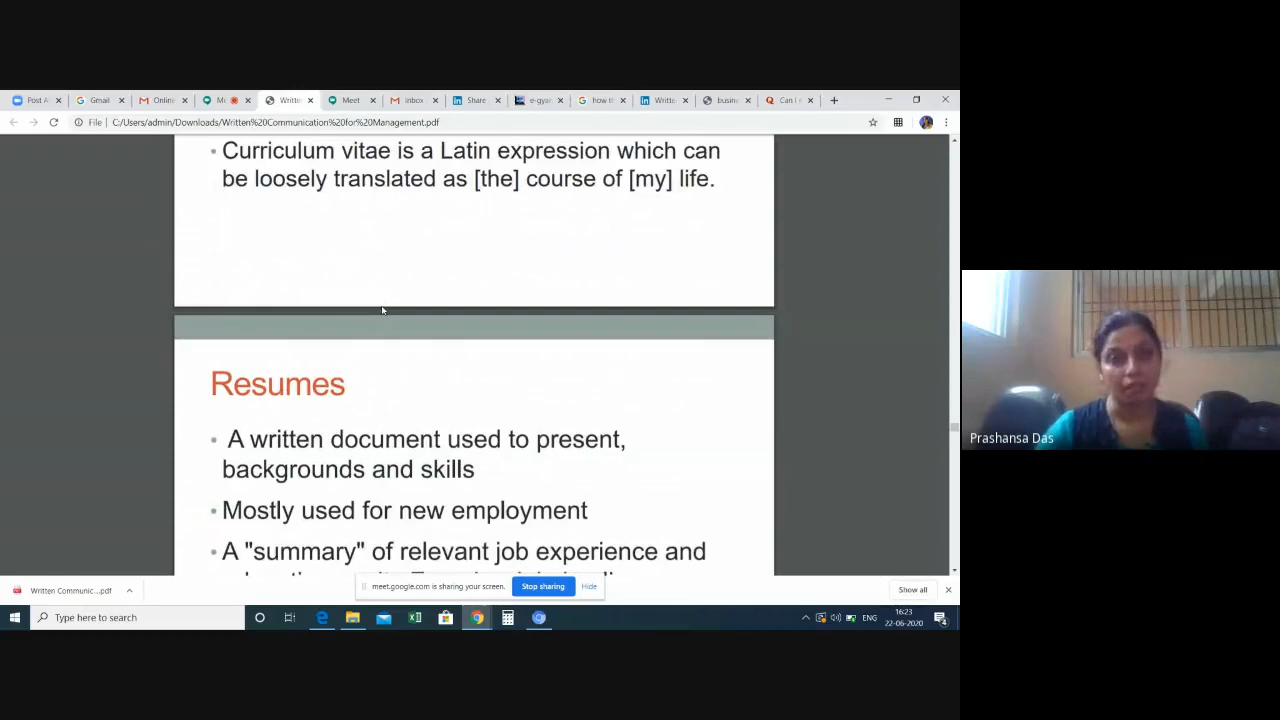 Post A
Gmail
Online
Me
Writte
Meet
Inbox
Share
e-gyan
how th
Writte
busine
Can I
File
C:/Users/admin/Downloads/Written%20Communication%20for%20Management.pdf
• Curriculum vitae is a Latin expression which can
be loosely translated as [the] course of [my] life.
Resumes
• A written document used to present,
backgrounds and skills
• Mostly used for new employment
• A "summary" of relevant job experience and
Prashansa Das
Written Communic...pdf
meet.google.com is sharing your screen.
Stop sharing
Hide
Show all
Type here to search
ENG
16:23
22-06-2020